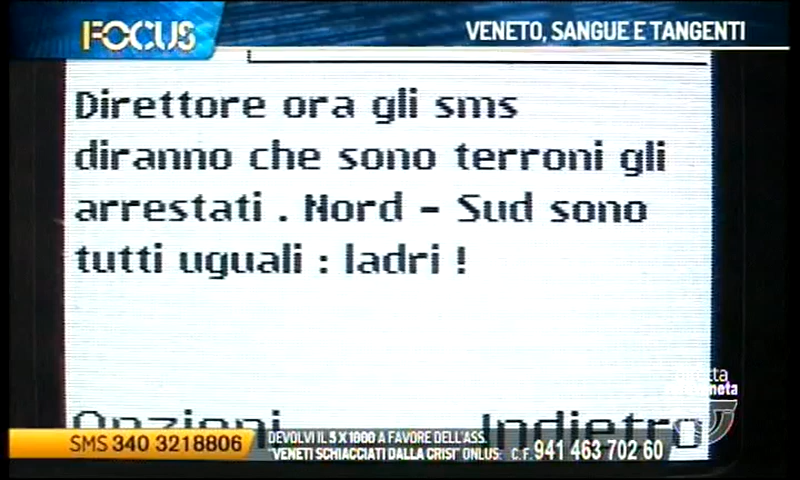 FOCUS
VENETO, SANGUE E TANGENTI
Direttore ora gli sms
diranno che sono terroni gli
arrestati . Nord - Sud sono
tutti uguali : ladri !
Opzioni Indietro
SMS 340 3218806
DEVOLVI IL 5 X 1000 A FAVORE DELL'ASS.
"VENETI SCHIACCIATI DALLA CRISI" ONLUS: C.F. 941 463 702 60